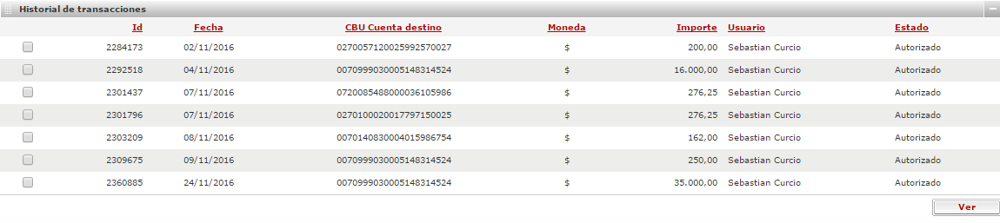 Historial de transacciones
Id Fecha CBU Cuenta destino Moneda Importe Usuario Estado
2284173 02/11/2016 0270057120025992570027 $ 200,00 Sebastian Curcio Autorizado
2292518 04/11/2016 0070999030005148314524 $ 16.000,00 Sebastian Curcio Autorizado
2301437 07/11/2016 0720085488000036105986 $ 276,25 Sebastian Curcio Autorizado
2301796 07/11/2016 0270100020017797150025 $ 276,25 Sebastian Curcio Autorizado
2303209 08/11/2016 0070140830004015986754 $ 162,00 Sebastian Curcio Autorizado
2309675 09/11/2016 0070999030005148314524 $ 250,00 Sebastian Curcio Autorizado
2360885 24/11/2016 0070999030005148314524 $ 35.000,00 Sebastian Curcio Autorizado
Ver